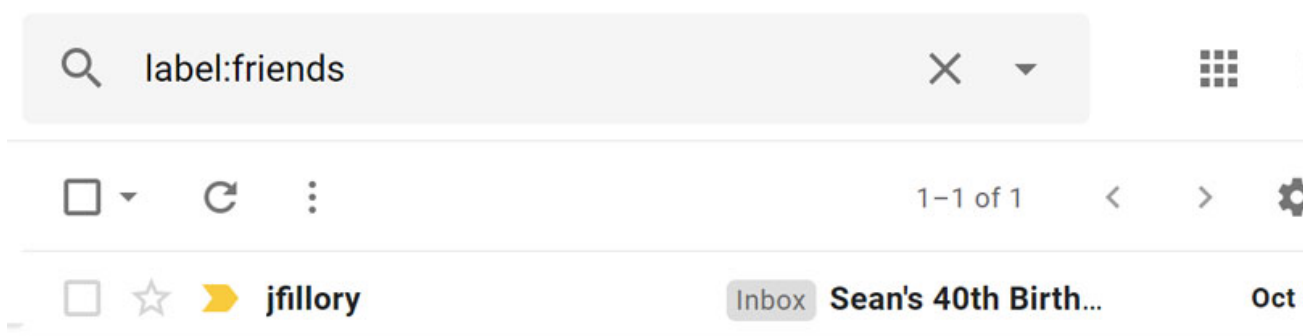 label:friends
1–1 of 1
jfillory Inbox Sean's 40th Birth… Oct